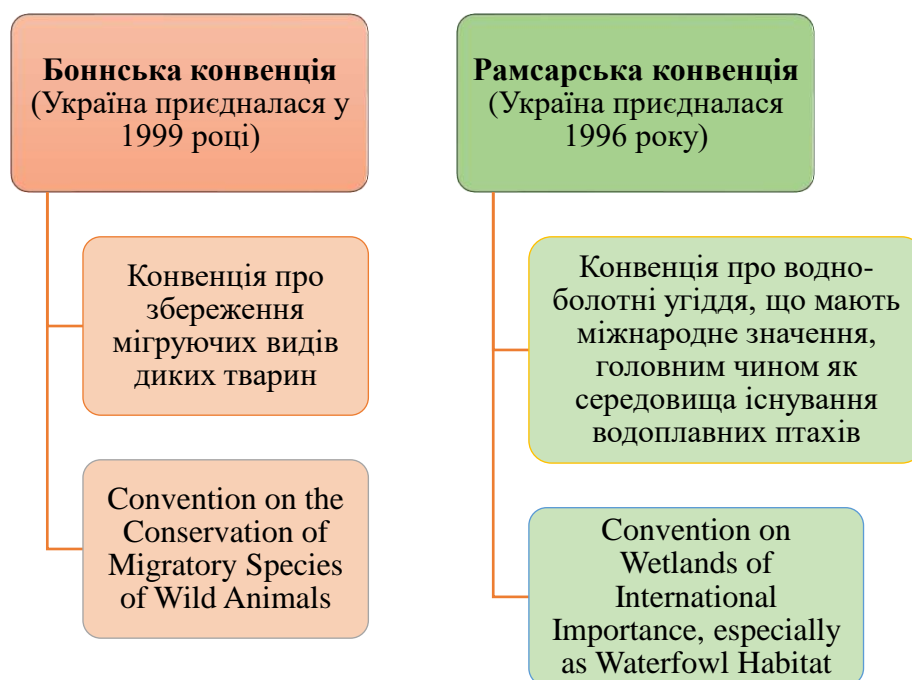 Боннська конвенція
(Україна приєдналася у
1999 році)
Конвенція про
збереження
мігруючих видів
диких тварин
Convention on the
Conservation of
Migratory Species
of Wild Animals
Рамсарська конвенція
(Україна приєдналася
1996 року)
Конвенція про водно-
болотні угіддя, що мають
міжнародне значення,
головним чином як
середовища існування
водоплавних птахів
Convention on
Wetlands of
International
Importance, especially
as Waterfowl Habitat